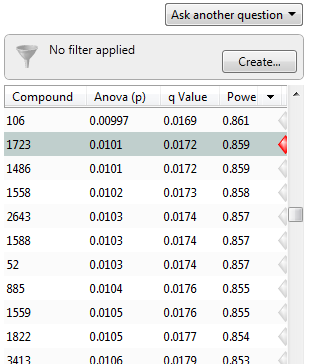 Ask another question
No filter applied
Create...
Compound Anova (p) q Value Powe
106 0.00997 0.0169 0.861
1723 0.0101 0.0172 0.859
1486 0.0101 0.0172 0.859
1558 0.0102 0.0173 0.858
2643 0.0103 0.0174 0.857
1588 0.0103 0.0174 0.857
52 0.0103 0.0174 0.857
885 0.0104 0.0176 0.855
1559 0.0105 0.0176 0.855
1822 0.0105 0.0177 0.854
3413 0.0106 0.0179 0.853